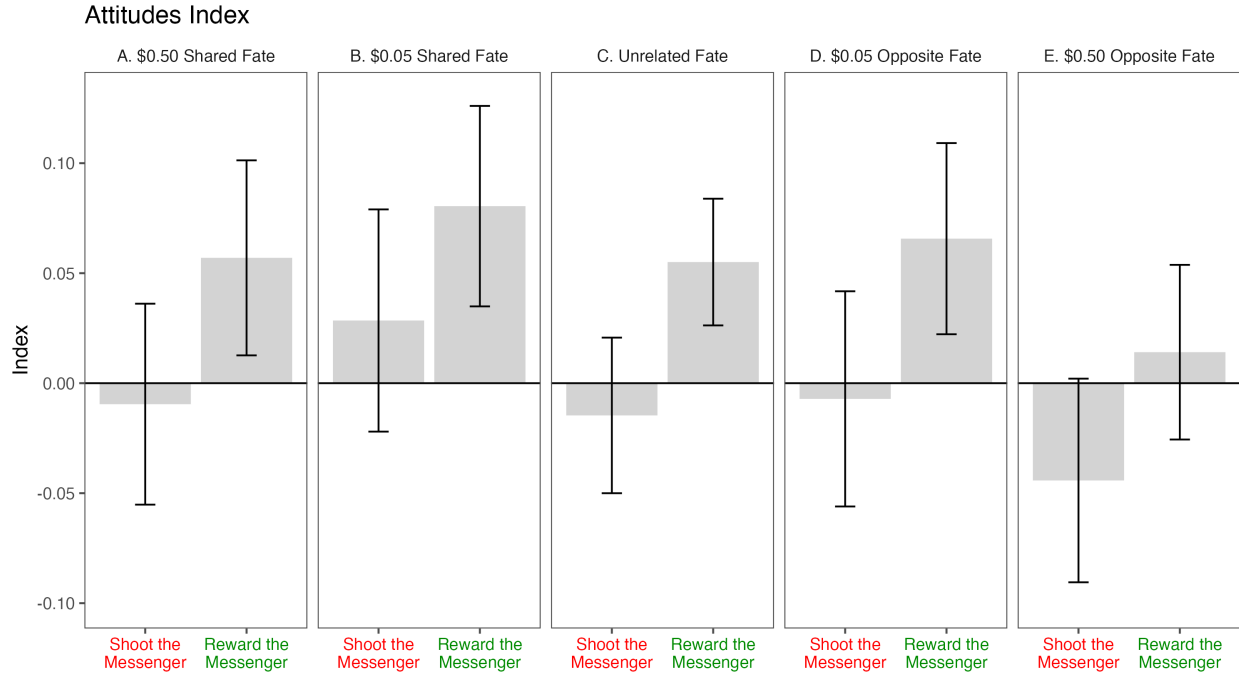 Attitudes Index
A. $0.50 Shared Fate
B. $0.05 Shared Fate
C. Unrelated Fate
D. $0.05 Opposite Fate
E. $0.50 Opposite Fate
Index
0.10
0.05
0.00
-0.05
-0.10
Shoot the
Messenger
Reward the
Messenger
Shoot the
Messenger
Reward the
Messenger
Shoot the
Messenger
Reward the
Messenger
Shoot the
Messenger
Reward the
Messenger
Shoot the
Messenger
Reward the
Messenger